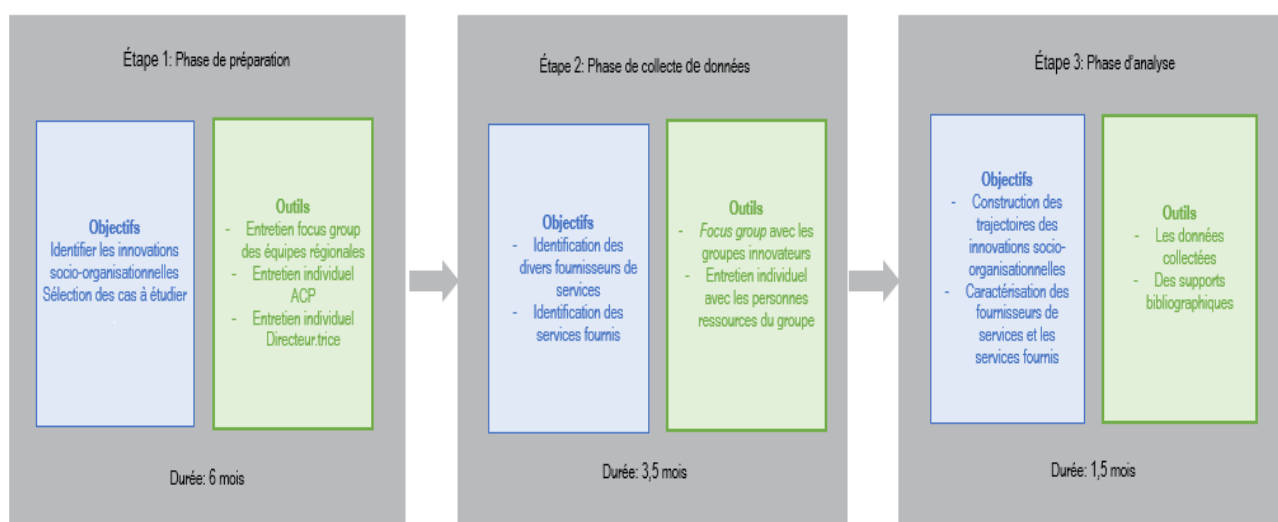 Étape 1: Phase de préparation
Objectifs
Identifier les innovations
socio-organisationnelles
Sélection des cas à étudier
Outils
- Entretien focus group
des équipes régionales
- Entretien individuel
ACP
- Entretien individuel
Directeur.trice
Durée: 6 mois
Étape 2: Phase de collecte de données
Objectifs
- Identification des
divers fournisseurs de
services
- Identification des
services fournis
Outils
- Focus group avec les
groupes innovateurs
- Entretien individuel
avec les personnes
ressources du groupe
Durée: 3,5 mois
Étape 3: Phase d'analyse
Objectifs
- Construction des
trajectoires des
innovations socio-
organisationnelles
- Caractérisation des
fournisseurs de
services et les
services fournis
Outils
- Les données
collectées
- Des supports
bibliographiques
Durée: 1,5 mois